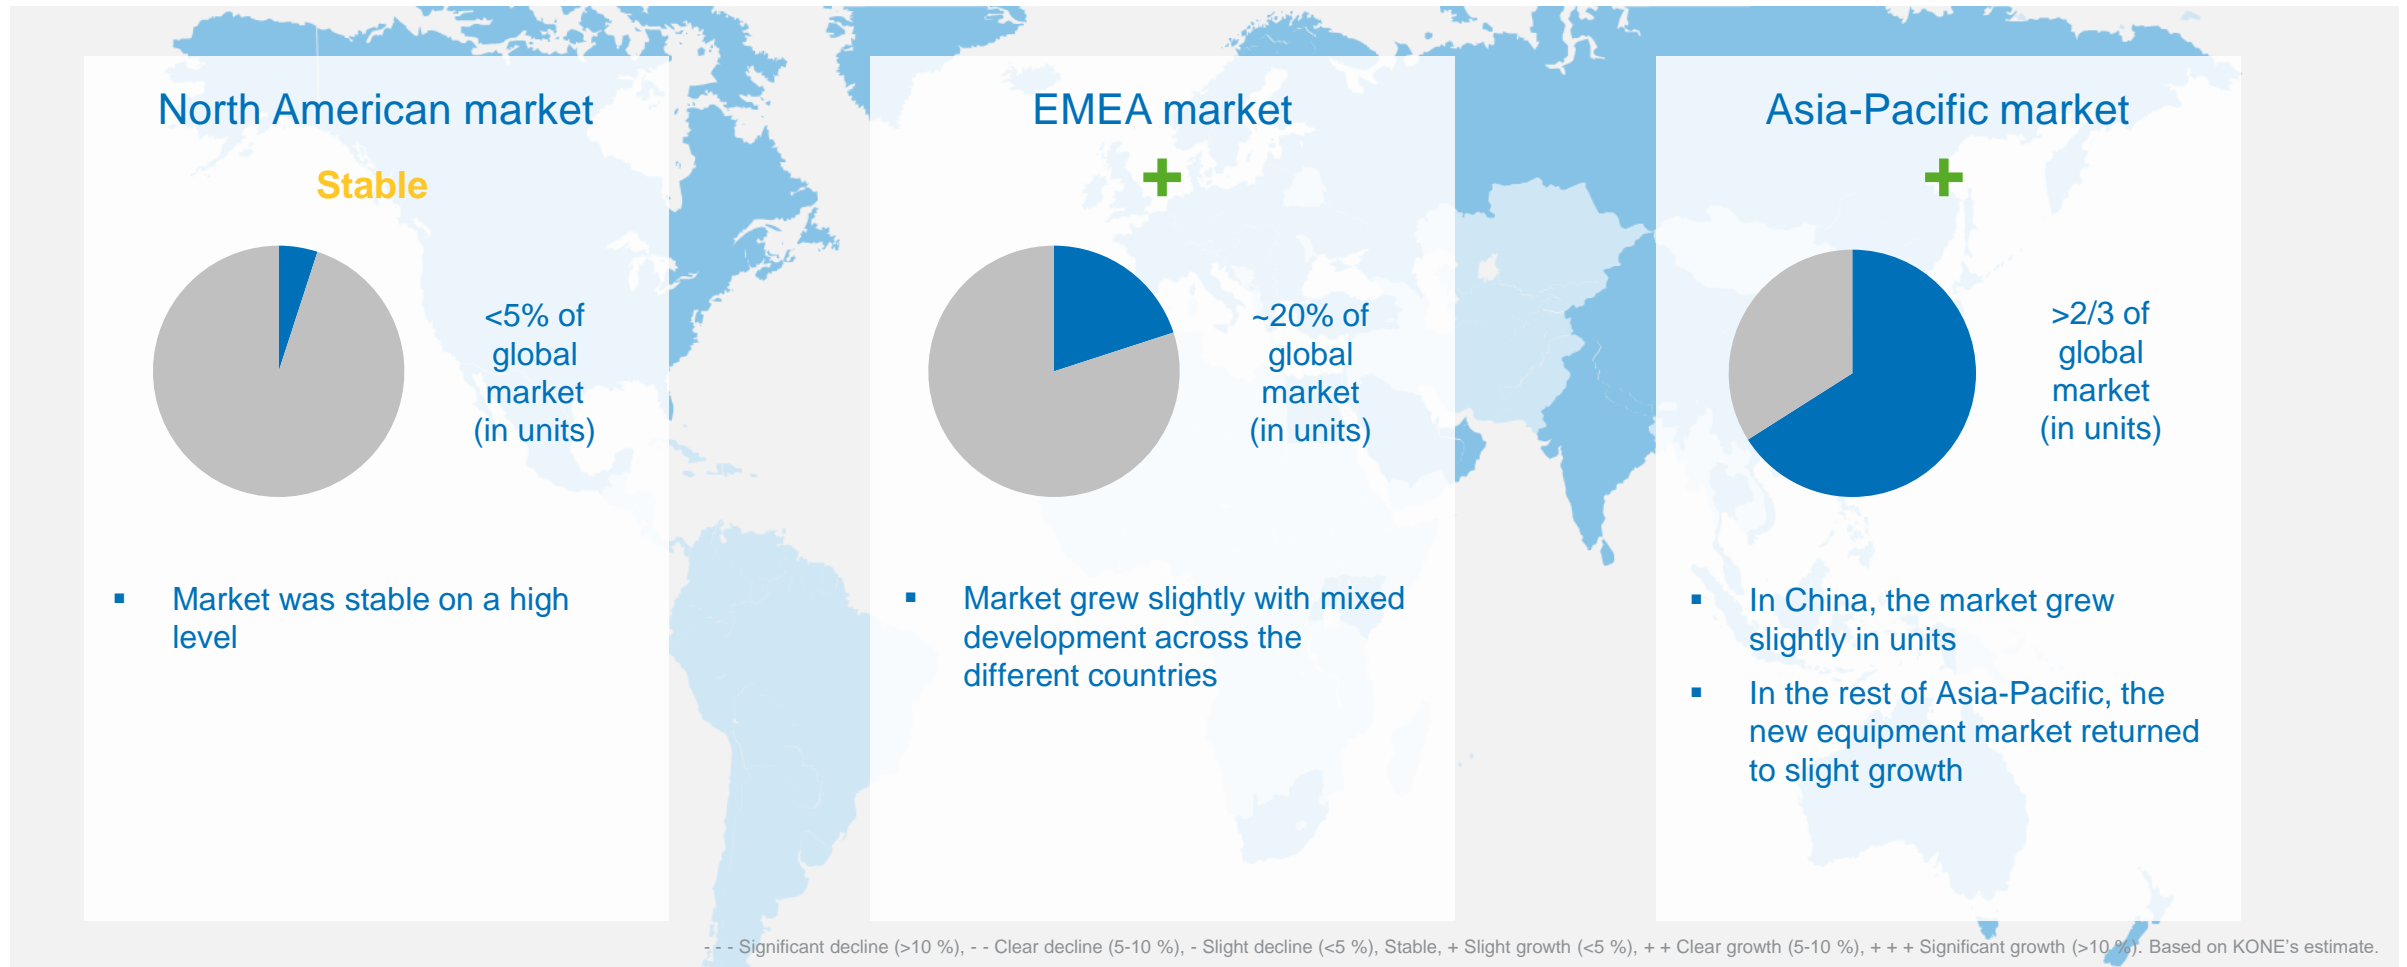 North American market
Stable
<5% of
global
market
(in units)
▪ Market was stable on a high
level
EMEA market
+
~20% of
global
market
(in units)
▪ Market grew slightly with mixed
development across the
different countries
Asia-Pacific market
+
>2/3 of
global
market
(in units)
▪ In China, the market grew
slightly in units
▪ In the rest of Asia-Pacific, the
new equipment market returned
to slight growth
- - - Significant decline (>10 %), - - Clear decline (5-10 %), - Slight decline (<5 %), Stable, + Slight growth (<5 %), + + Clear growth (5-10 %), + + + Significant growth (>10 %). Based on KONE's estimate.